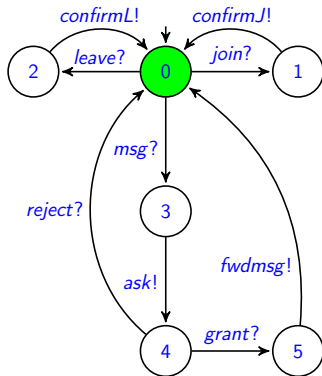 confirmL! confirmJ!
leave? join?
2 0 1
msg?
reject? 3
ask! fwdmsg!
grant?
4 5